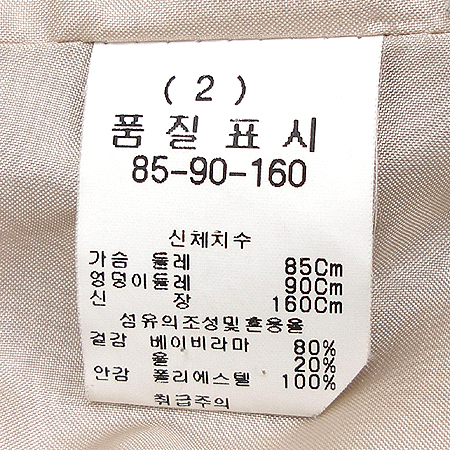 ( 2 )
품 질 표 시
85-90-160
신체치수
가슴 둘레 85Cm
엉덩이둘레 90Cm
신 장 160Cm
섬유의조성및혼용율
겉감 베이비라마 80%
울 20%
안감 폴리에스텔 100%
취급주의